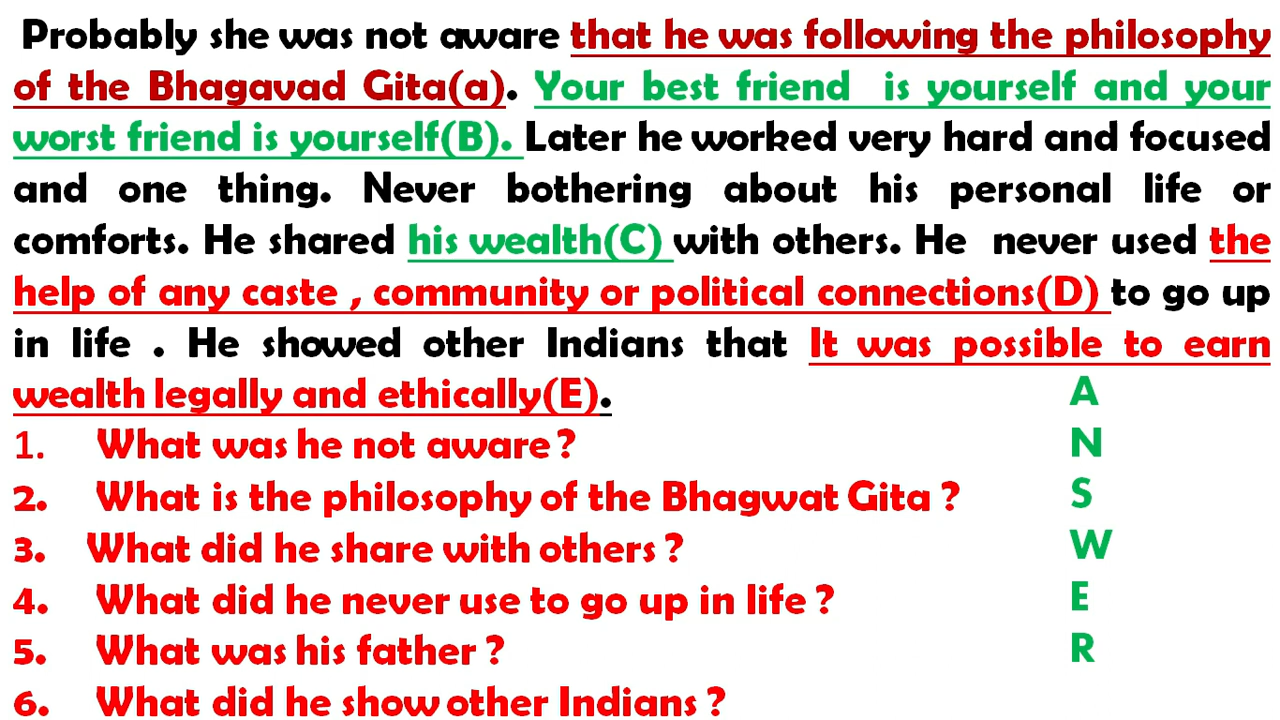 Probably she was not aware that he was following the philosophy
of the Bhagavad Gita(a). Your best friend is yourself and your
worst friend is yourself(B). Later he worked very hard and focused
and one thing. Never bothering about his personal life or
comforts. He shared his wealth(C) with others. He never used the
help of any caste , community or political connections(D) to go up
in life . He showed other Indians that It was possible to earn
wealth legally and ethically(E).
1. What was he not aware ?
2. What is the philosophy of the Bhagwat Gita ?
3. What did he share with others ?
4. What did he never use to go up in life ?
5. What was his father ?
6. What did he show other Indians ?
A
N
S
W
E
R